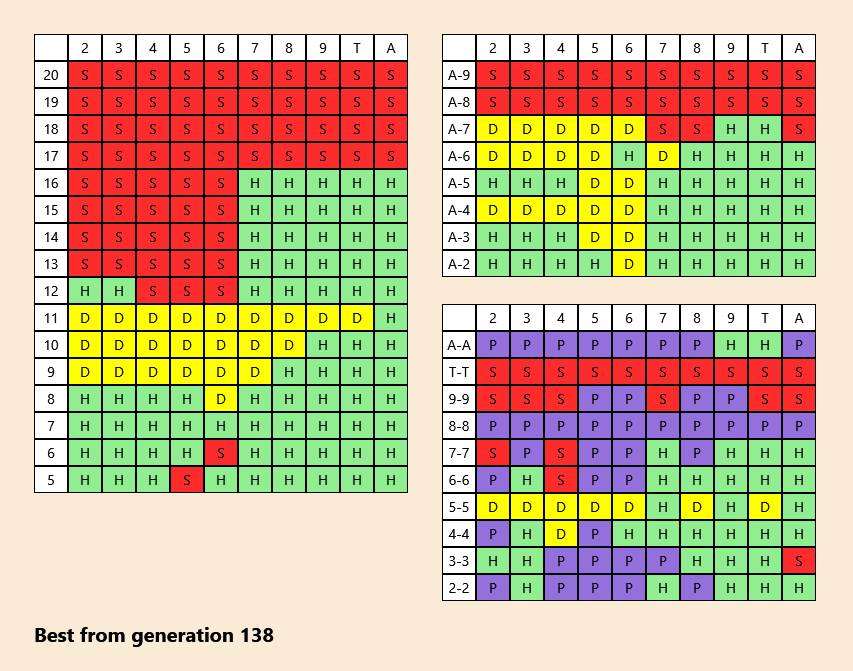 2 3 4 5 6 7 8 9 T A
20 S S S S S S S S S S
19 S S S S S S S S S S
18 S S S S S S S S S S
17 S S S S S S S S S S
16 S S S S S H H H H H
15 S S S S S H H H H H
14 S S S S S H H H H H
13 S S S S S H H H H H
12 H H S S S H H H H H
11 D D D D D D D D D H
10 D D D D D D D H H H
9 D D D D D D H H H H
8 H H H H D H H H H H
7 H H H H H H H H H H
6 H H H H S H H H H H
5 H H H S H H H H H H
2 3 4 5 6 7 8 9 T A
A-9 S S S S S S S S S S
A-8 S S S S S S S S S S
A-7 D D D D D S S H H S
A-6 D D D D H D H H H H
A-5 H H H D D H H H H H
A-4 D D D D D H H H H H
A-3 H H H D D H H H H H
A-2 H H H H D H H H H H
2 3 4 5 6 7 8 9 T A
A-A P P P P P P P H H P
T-T S S S S S S S S S S
9-9 S S S P P S P P S S
8-8 P P P P P P P P P P
7-7 S P S P P H P H H H
6-6 P H S P P H H H H H
5-5 D D D D D H D H D H
4-4 P H D P H H H H H H
3-3 H H P P P P H H H S
2-2 P H P P P H P H H H
Best from generation 138